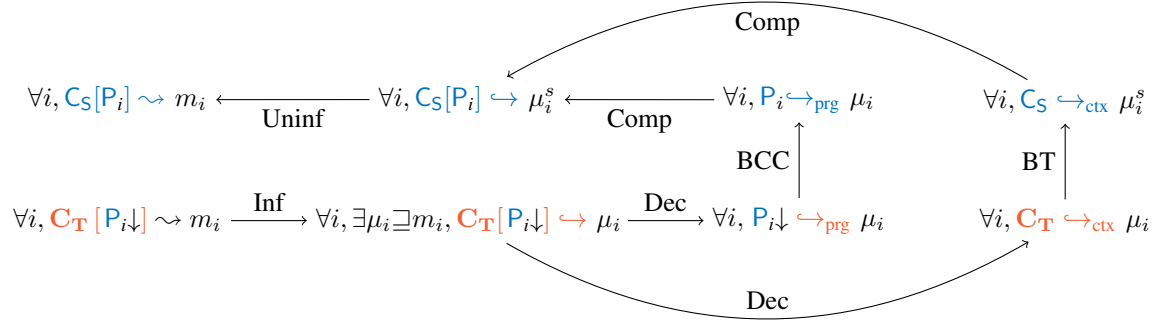 Comp
∀i, C_S[P_i] ⇝ m_i Uninf ∀i, C_S[P_i] ↪ μ_i^s Comp ∀i, P_i ↪_prg μ_i ∀i, C_S ↪_ctx μ_i^s
BCC BT
∀i, C_T [P_i↓] ⇝ m_i Inf ∀i, ∃μ_i ⊒ m_i, C_T[P_i↓] ↪ μ_i Dec ∀i, P_i↓ ↪_prg μ_i ∀i, C_T ↪_ctx μ_i
Dec